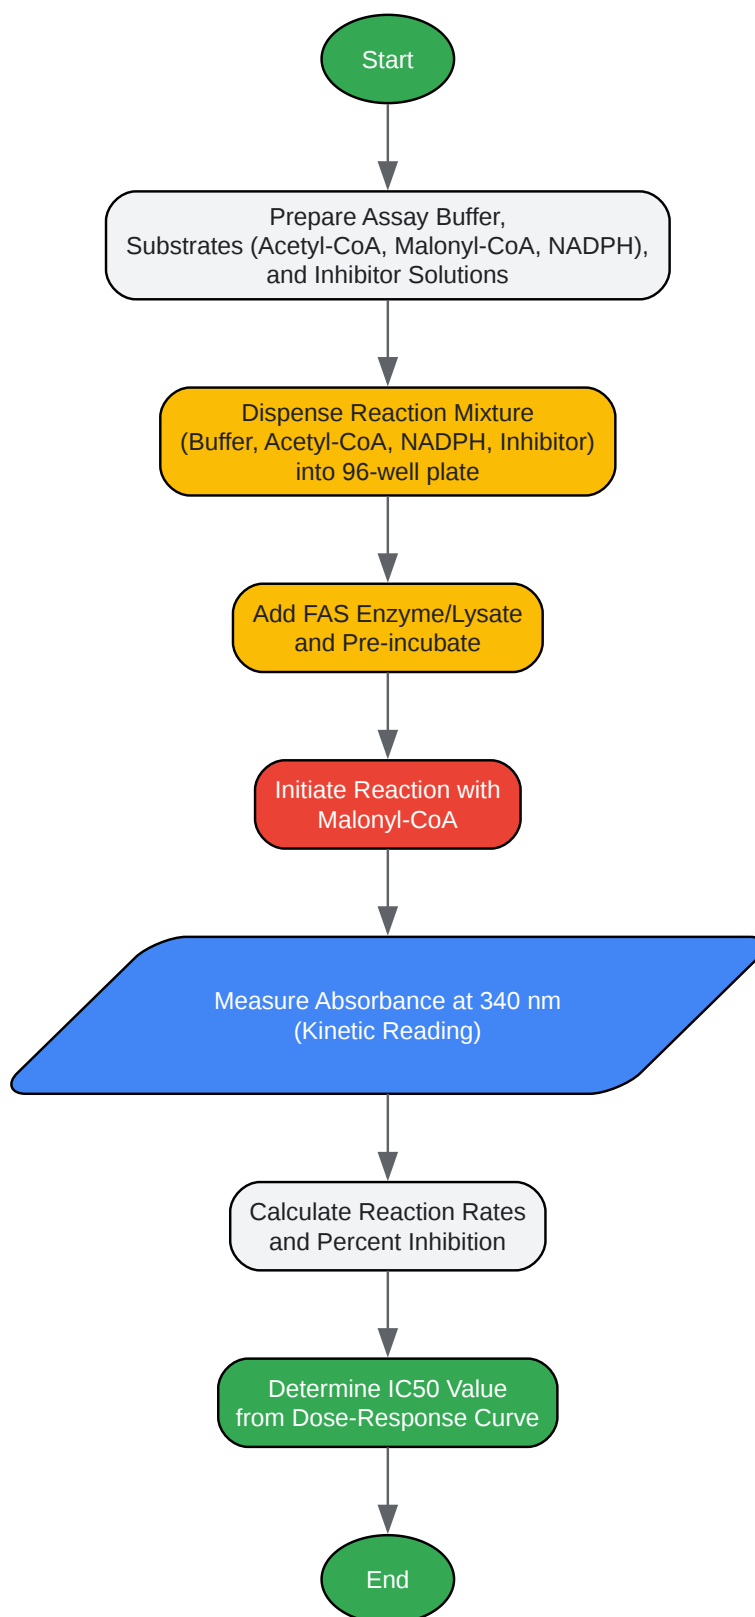 Start
Prepare Assay Buffer,
Substrates (Acetyl-CoA, Malonyl-CoA, NADPH),
and Inhibitor Solutions
Dispense Reaction Mixture
(Buffer, Acetyl-CoA, NADPH, Inhibitor)
into 96-well plate
Add FAS Enzyme/Lysate
and Pre-incubate
Initiate Reaction with
Malonyl-CoA
Measure Absorbance at 340 nm
(Kinetic Reading)
Calculate Reaction Rates
and Percent Inhibition
Determine IC50 Value
from Dose-Response Curve
End